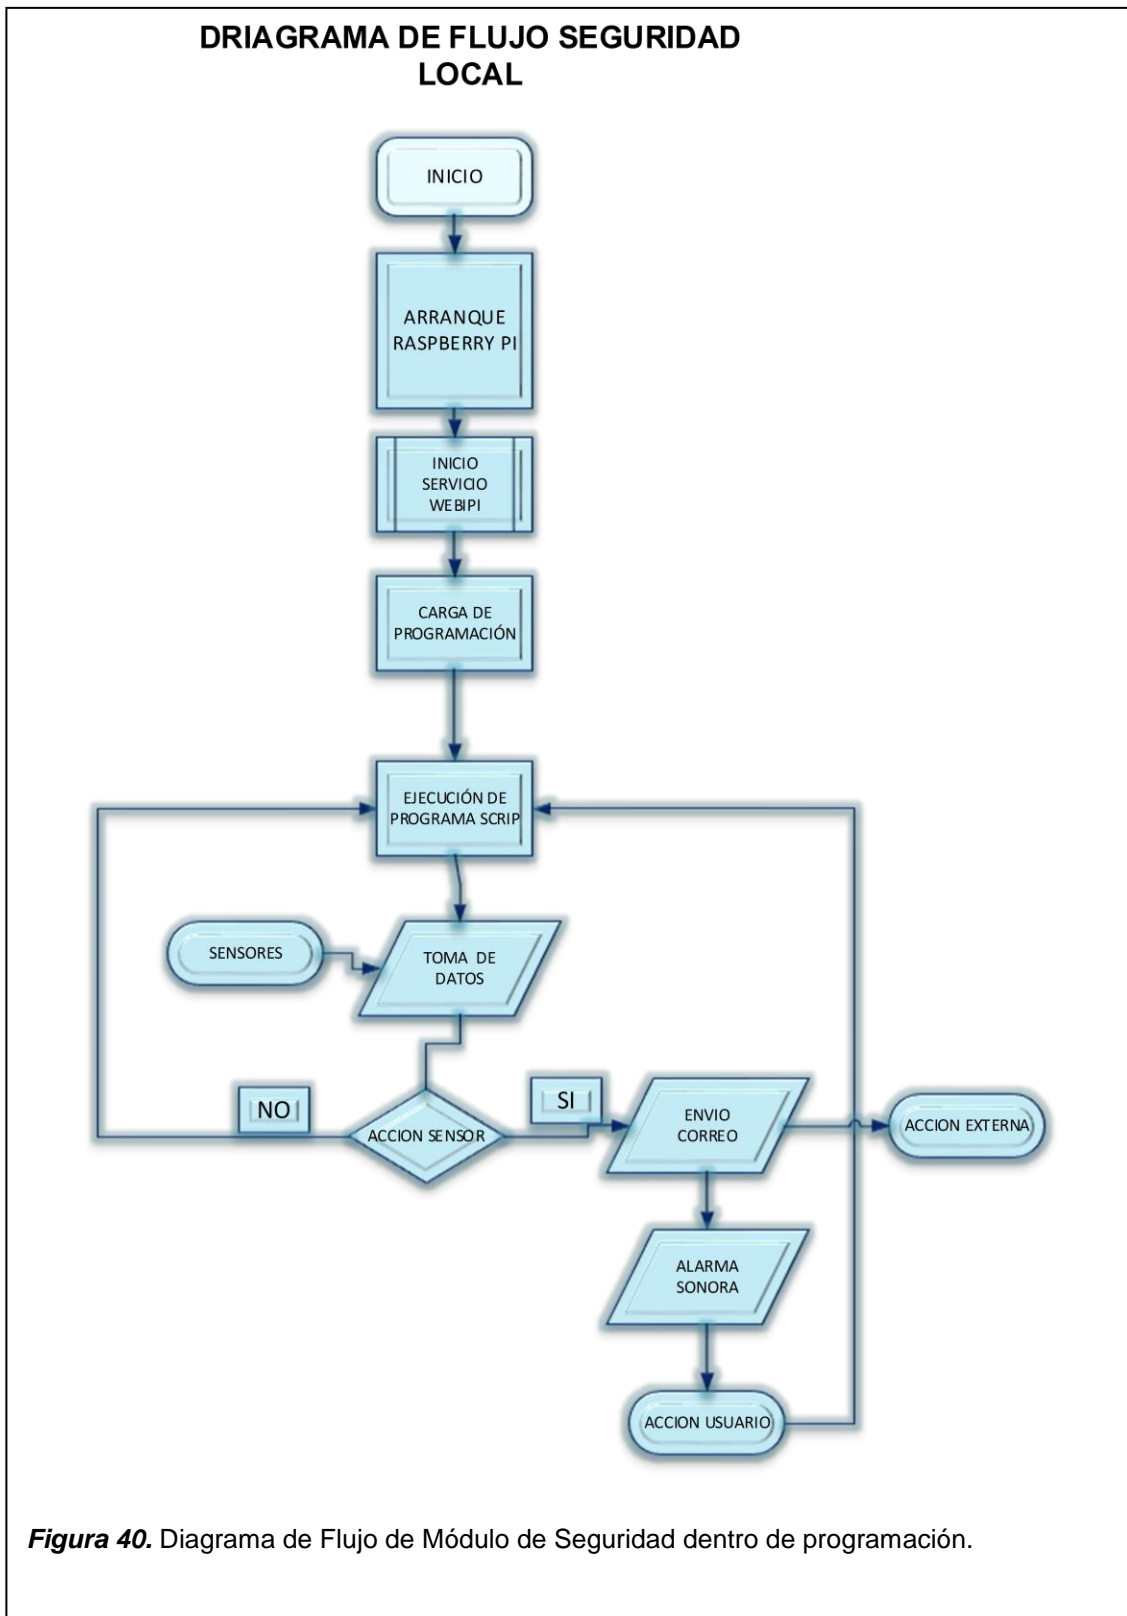 DRIAGRAMA DE FLUJO SEGURIDAD
LOCAL
INICIO
ARRANQUE
RASPBERRY PI
INICIO
SERVICIO
WEBIPI
CARGA DE
PROGRAMACIÓN
EJECUCIÓN DE
PROGRAMA SCRIP
SENSORES
TOMA DE
DATOS
NO
ACCION SENSOR
SI
ENVIO
CORREO
ACCION EXTERNA
ALARMA
SONORA
ACCION USUARIO
Figura 40. Diagrama de Flujo de Módulo de Seguridad dentro de programación.